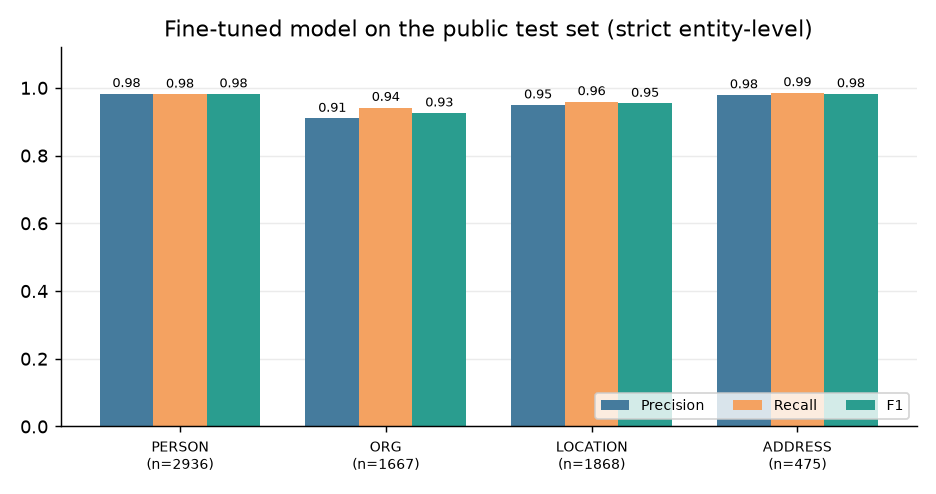 Fine-tuned model on the public test set (strict entity-level)
1.0
0.8
0.6
0.4
0.2
0.0
0.98 0.98 0.98
0.91 0.94 0.93
0.95 0.96 0.95
0.98 0.99 0.98
Precision Recall F1
PERSON ORG LOCATION ADDRESS
(n=2936) (n=1667) (n=1868) (n=475)